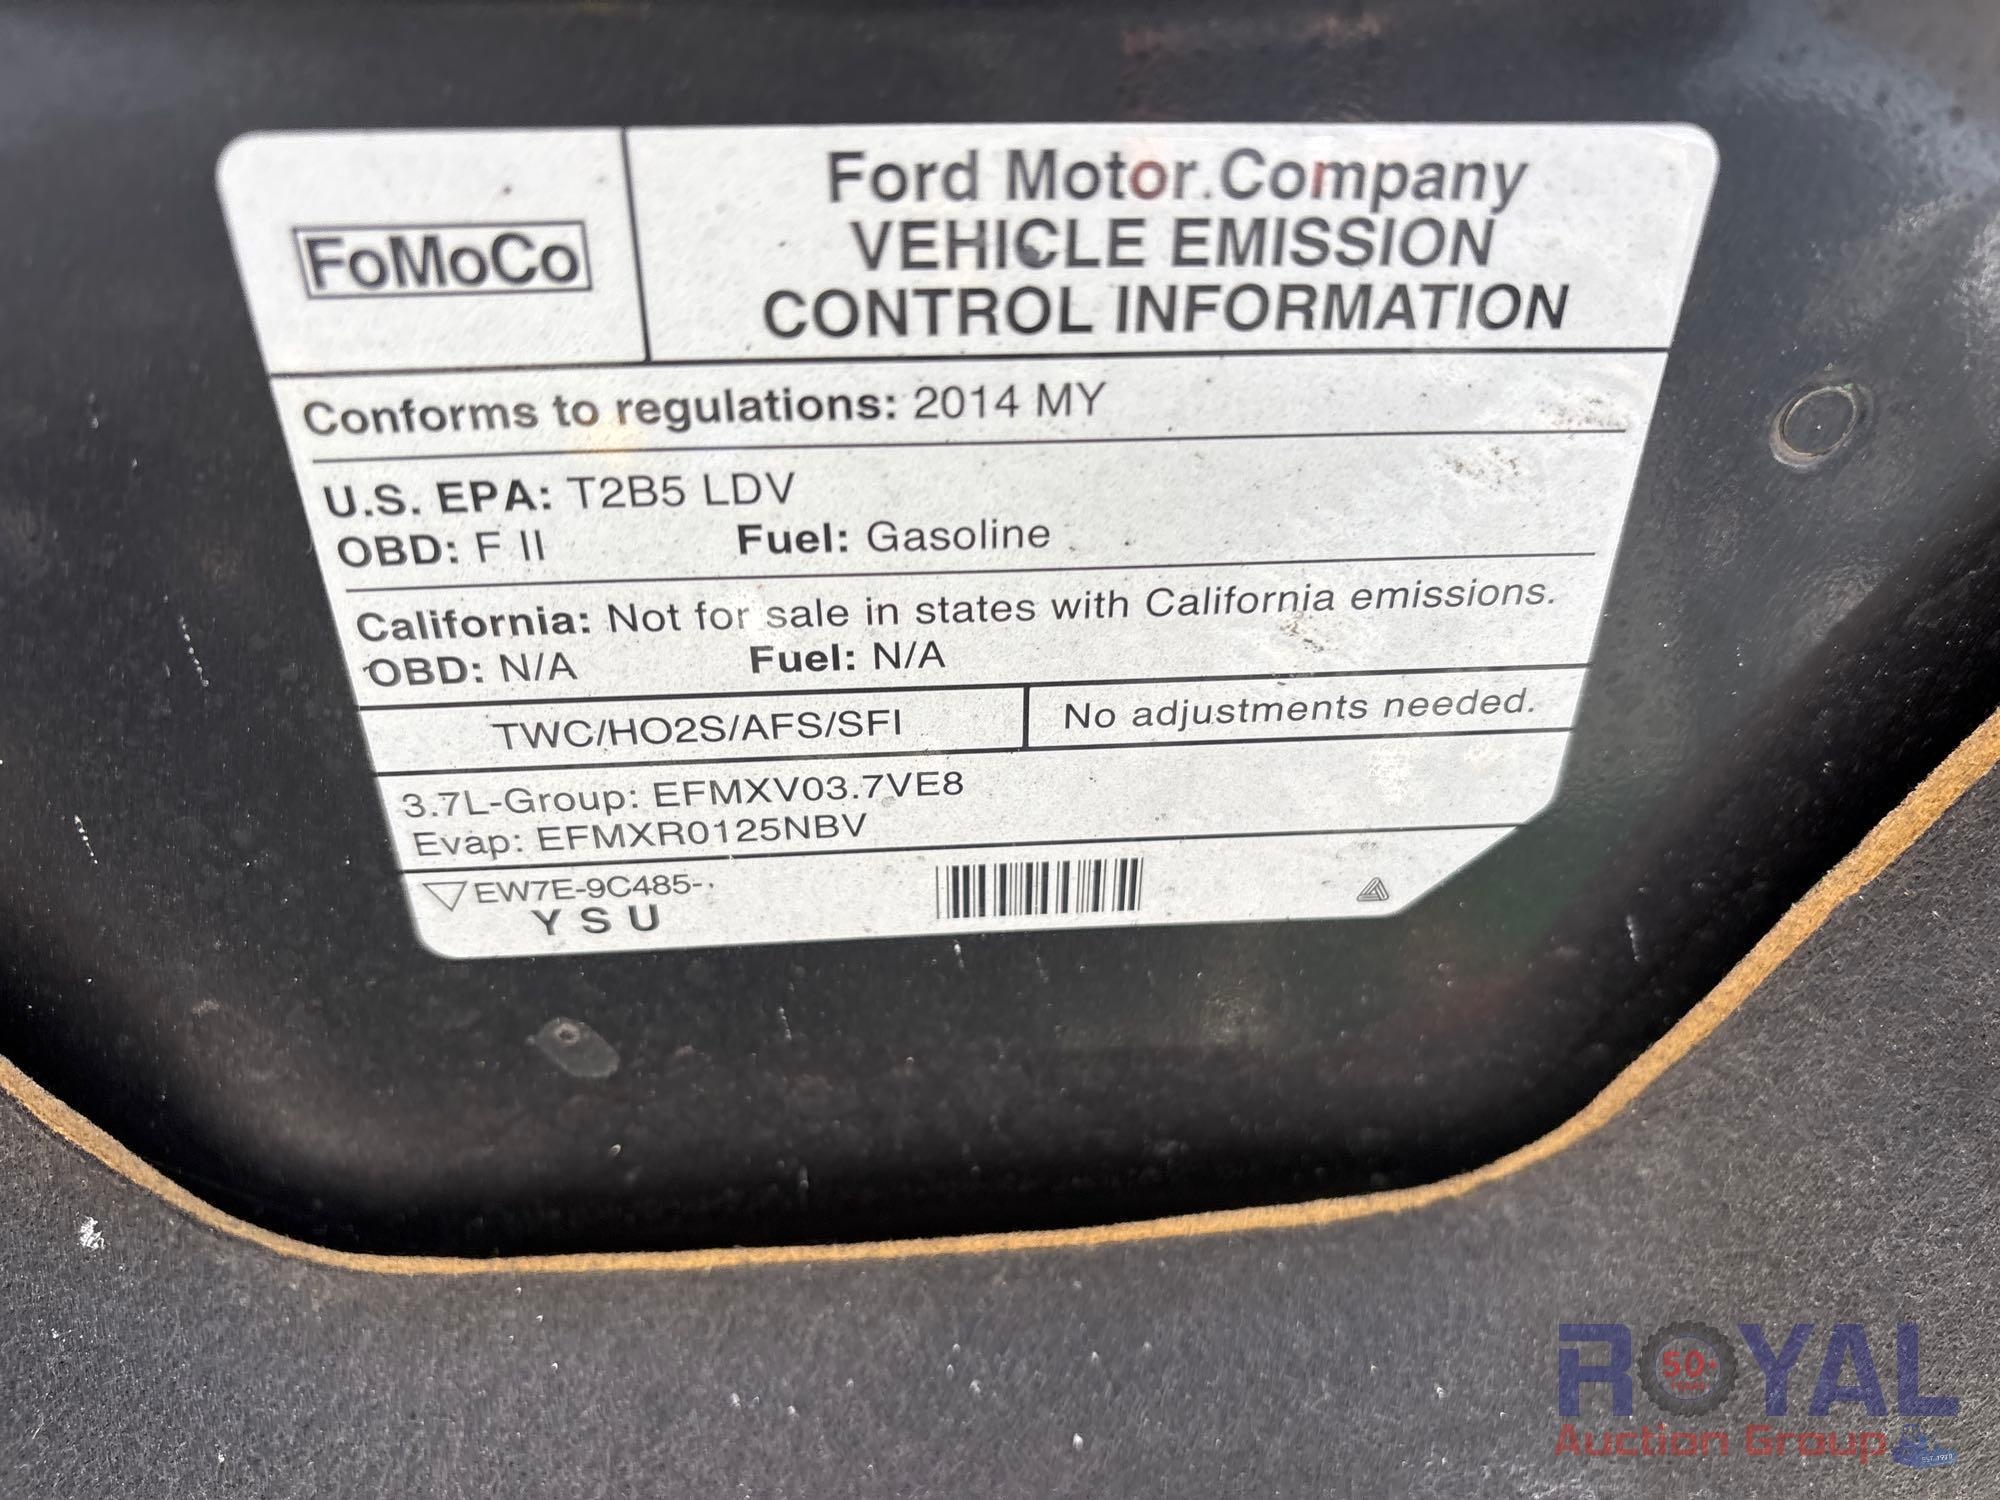 FoMoCo
Ford Motor Company
VEHICLE EMISSION
CONTROL INFORMATION
Conforms to regulations: 2014 MY
U.S. EPA: T2B5 LDV
OBD: F II Fuel: Gasoline
California: Not for sale in states with California emissions.
OBD: N/A Fuel: N/A
TWC/HO2S/AFS/SFI No adjustments needed.
3.7L-Group: EFMXV03.7VE8
Evap: EFMXR0125NBV
EW7E-9C485-
Y S U
ROYAL
50+
Auction Group